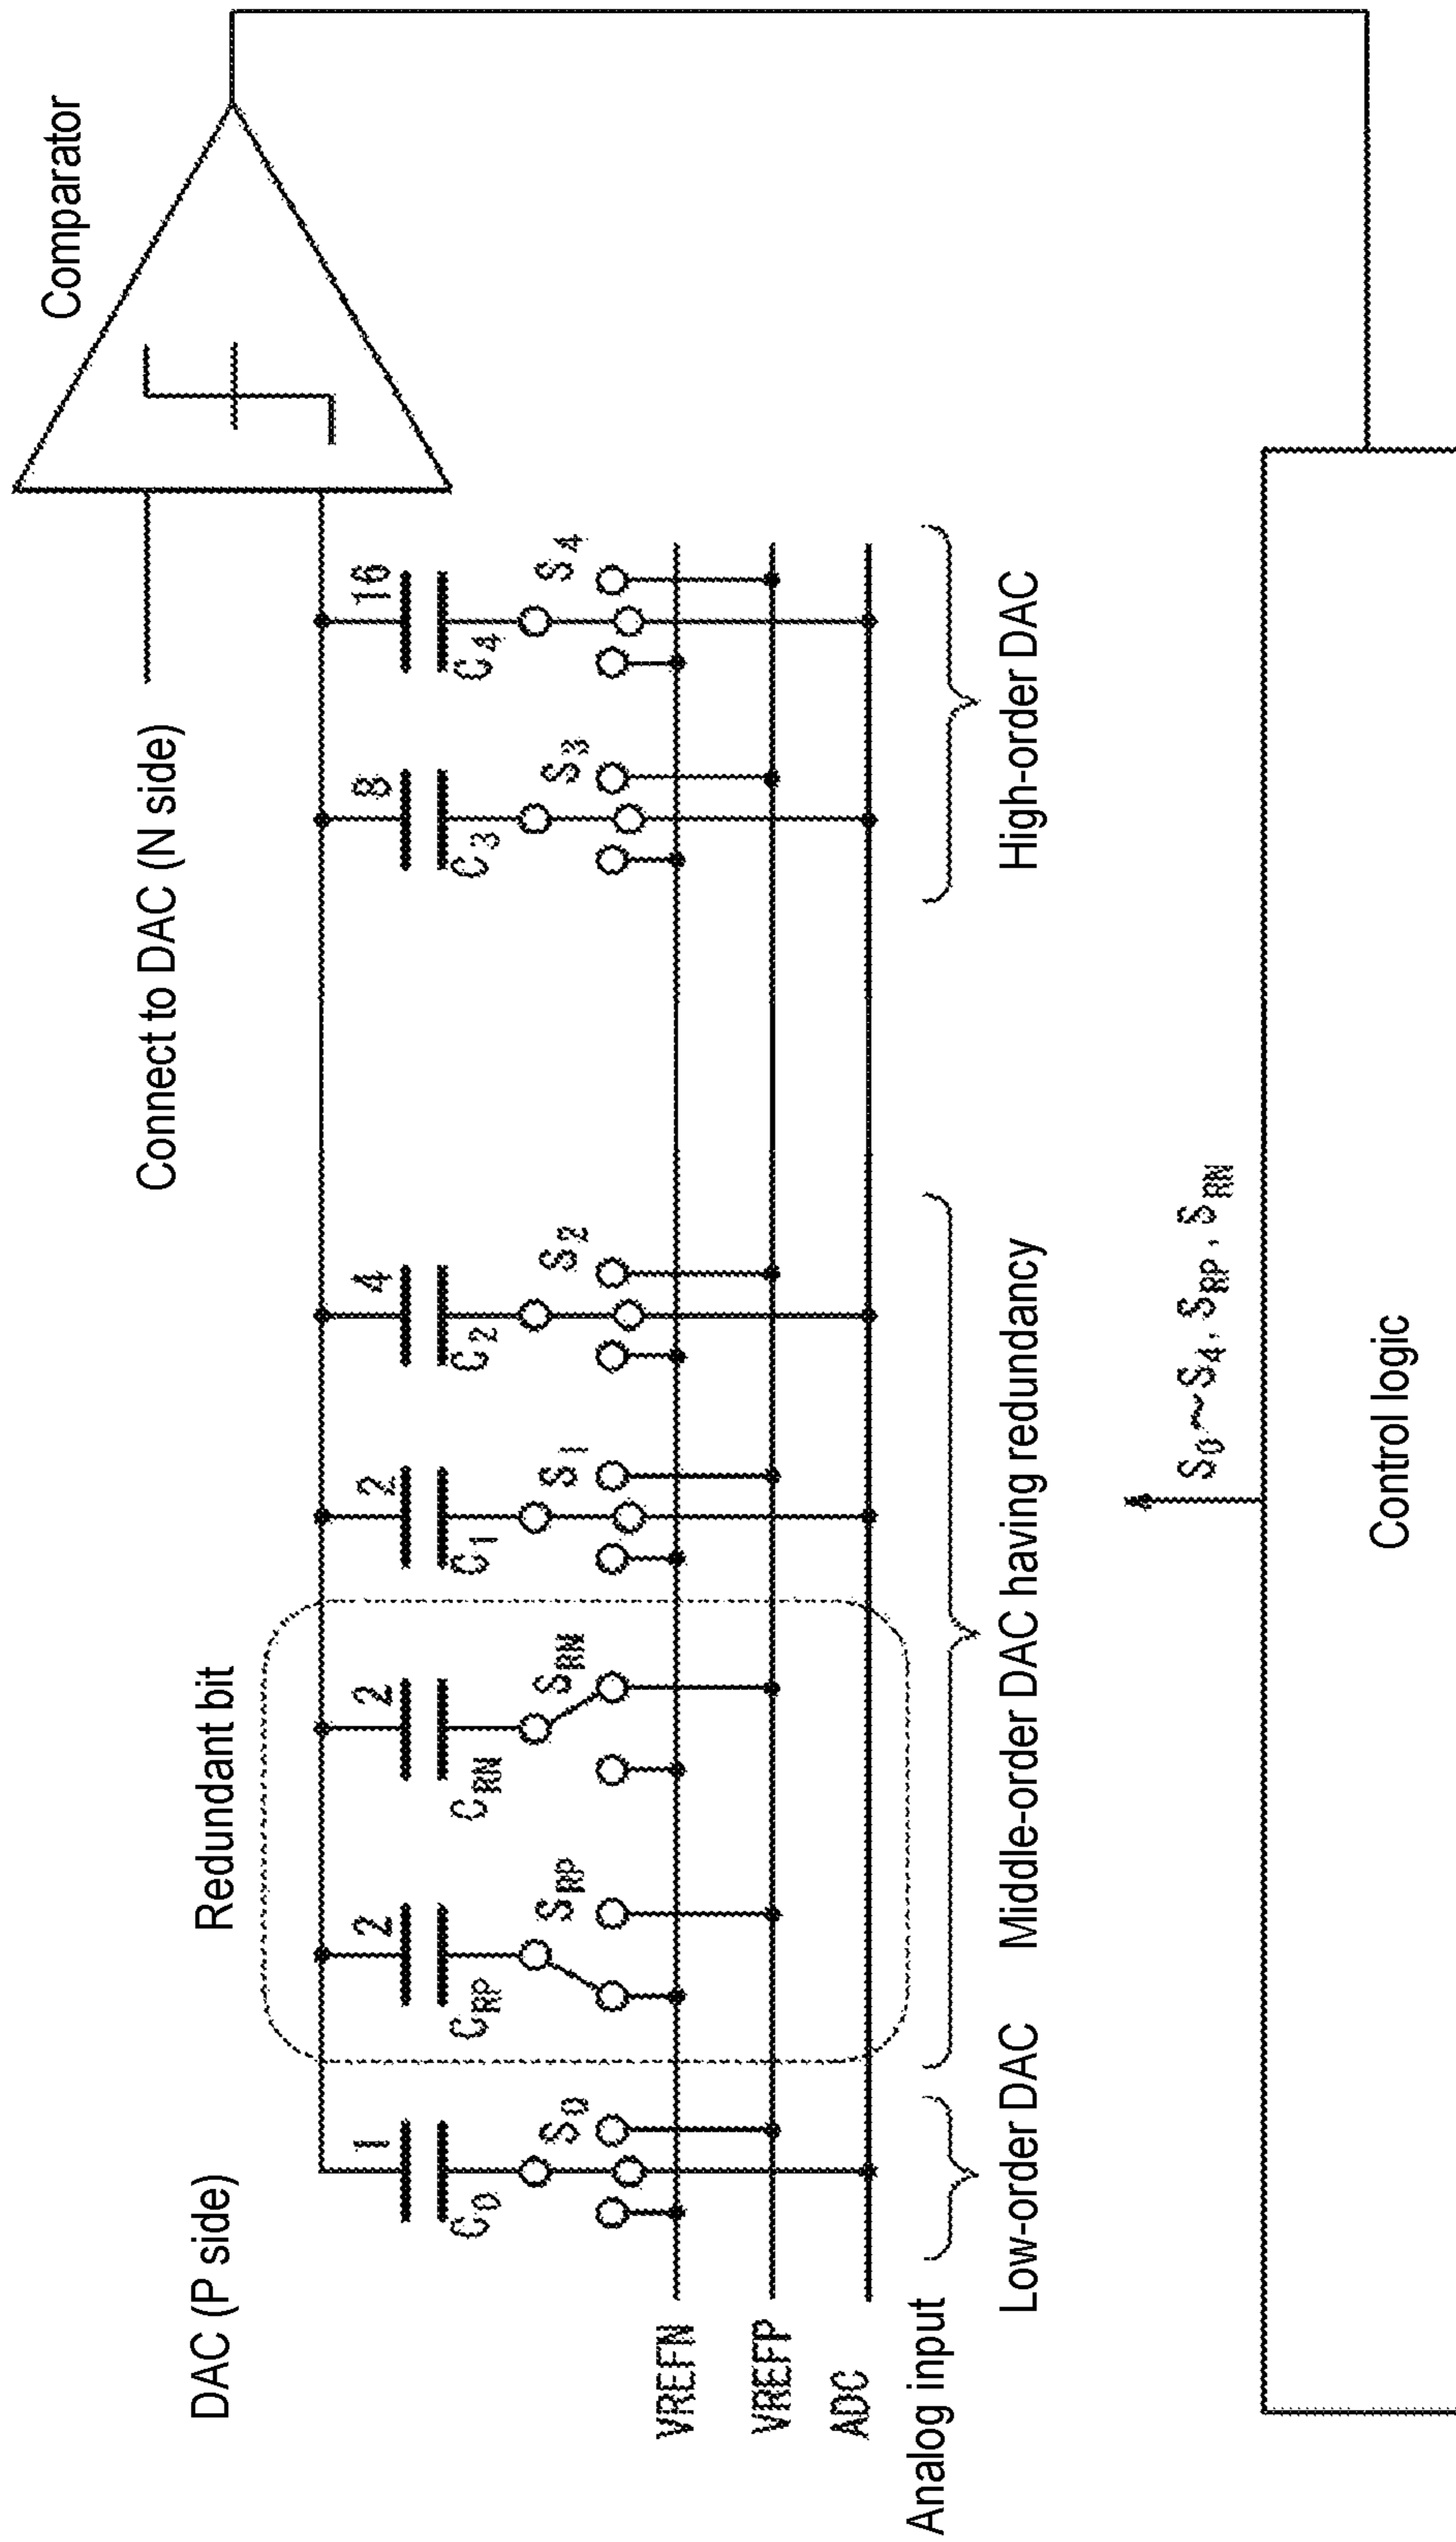 Comparator
Connect to DAC (N side)
DAC (P side)
Redundant bit
1
2
2
2
4
8
16
C0
CRP
CRN
C1
C2
C3
C4
S0
SRP
SRN
S1
S2
S3
S4
VREFN
VREFP
ADC
Analog input
Low-order DAC
Middle-order DAC having redundancy
High-order DAC
S0~S4, SRP, SRN
Control logic